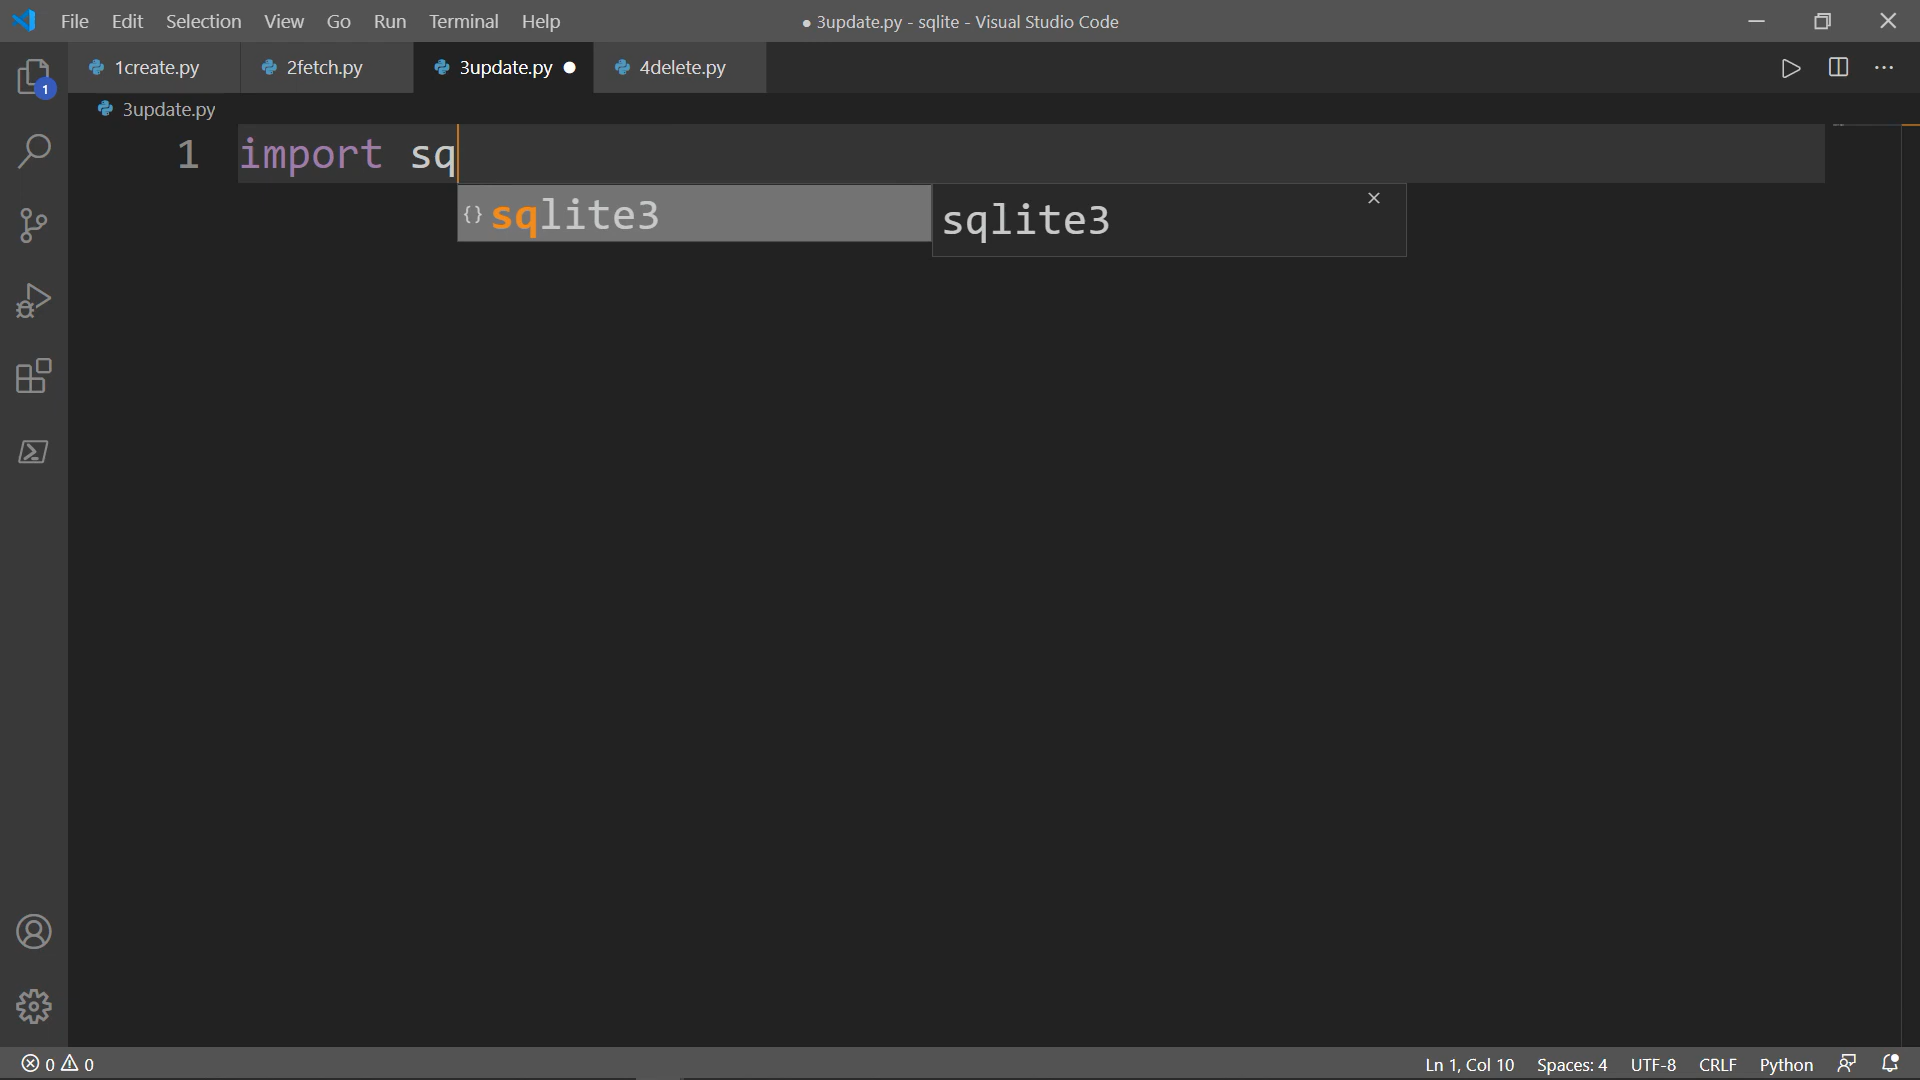 File Edit Selection View Go Run Terminal Help
● 3update.py - sqlite - Visual Studio Code
1create.py 2fetch.py 3update.py ● 4delete.py
1
3update.py
1 import sq
{} sqlite3
sqlite3
0 0
Ln 1, Col 10 Spaces: 4 UTF-8 CRLF Python